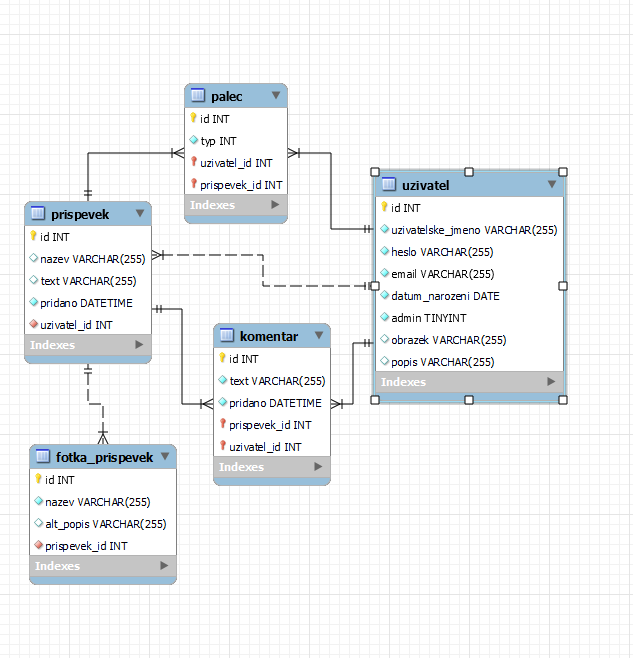 palec
id INT
typ INT
uzivatel_id INT
prispevek_id INT
Indexes
uzivatel
id INT
uzivatelske_jmeno VARCHAR(255)
heslo VARCHAR(255)
email VARCHAR(255)
datum_narozeni DATE
admin TINYINT
obrazek VARCHAR(255)
popis VARCHAR(255)
Indexes
prispevek
id INT
nazev VARCHAR(255)
text VARCHAR(255)
pridano DATETIME
uzivatel_id INT
Indexes
komentar
id INT
text VARCHAR(255)
pridano DATETIME
prispevek_id INT
uzivatel_id INT
Indexes
fotka_prispevek
id INT
nazev VARCHAR(255)
alt_popis VARCHAR(255)
prispevek_id INT
Indexes